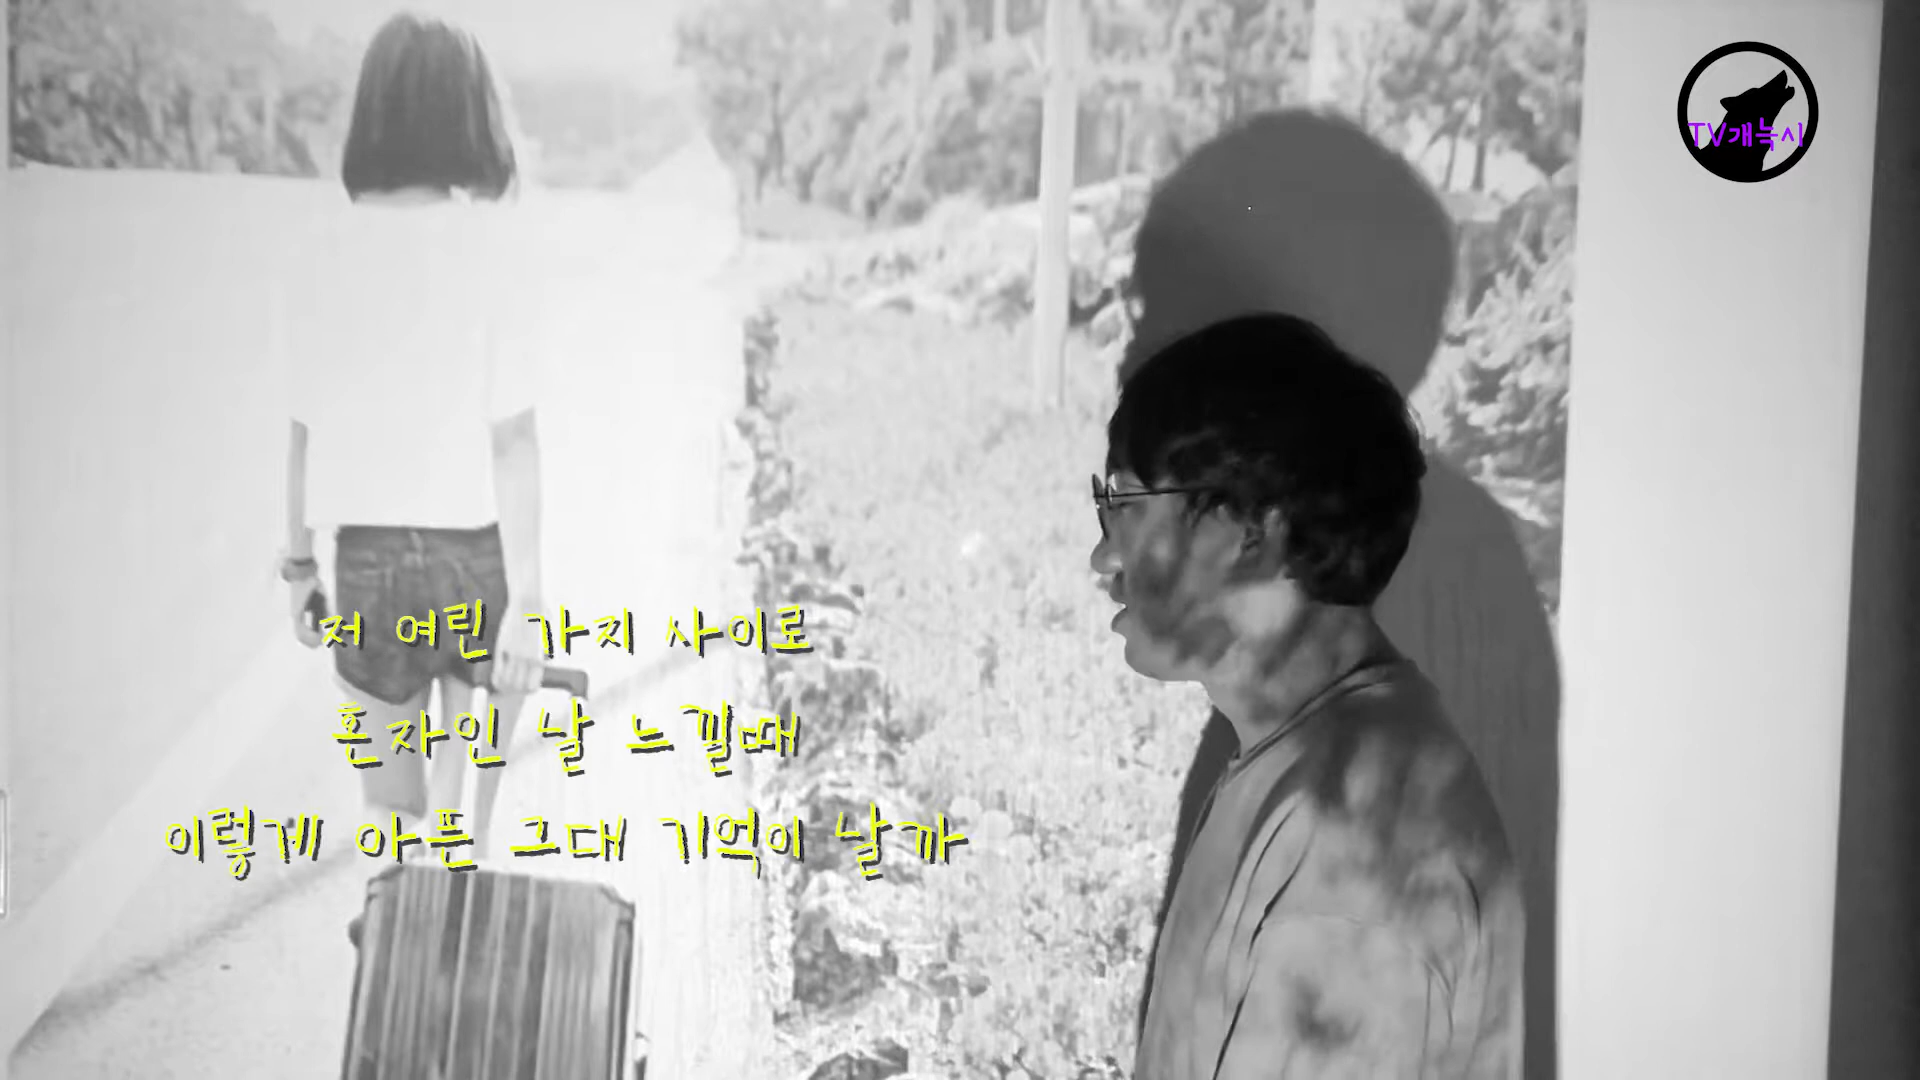 TV개늑시
저 여린 가지 사이로
혼자인 날 느낄때
이렇게 아픈 그대 기억이 날까